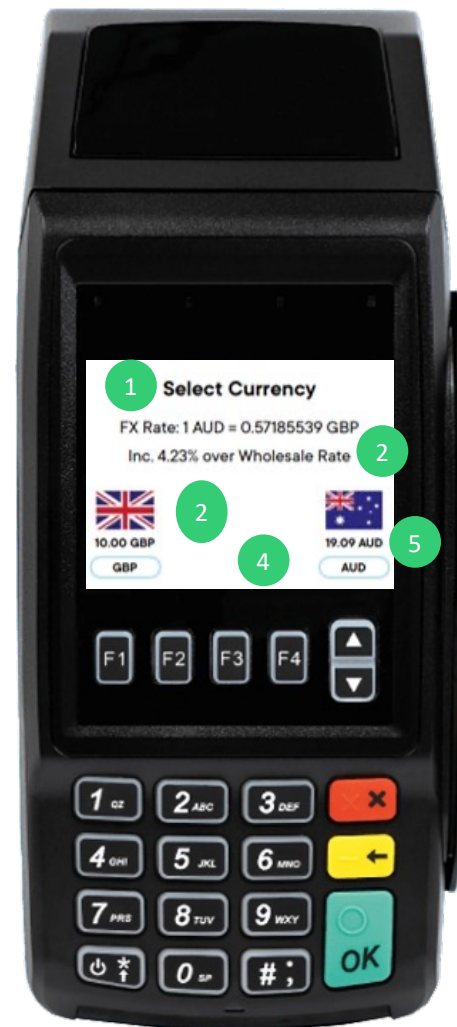 1
Select Currency
FX Rate: 1 AUD = 0.57185539 GBP
Inc. 4.23% over Wholesale Rate
2
2
10.00 GBP
19.09 AUD
5
4
GBP
AUD
F1 F2 F3 F4
1 QZ 2 ABC 3 DEF
4 GHI 5 JKL 6 MNO
7 PRS 8 TUV 9 WXY
* 0 SP # ;
OK